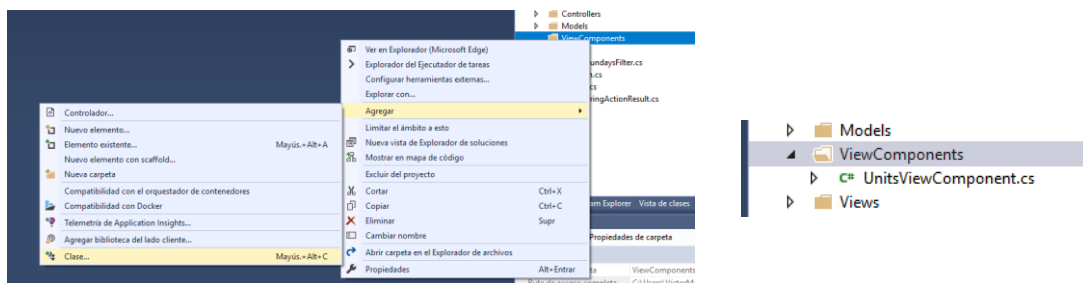 Controllers
Models
ViewComponents
Ver en Explorador (Microsoft Edge)
Explorador del Ejecutador de tareas
undaysFilter.cs
Configurar herramientas externas...
Explorar con...
ringActionResult.cs
Agregar
Limitar el ámbito a esto
Nueva vista de Explorador de soluciones
Mostrar en mapa de código
Excluir del proyecto
Cortar Ctrl+X
Copiar Ctrl+C
Eliminar Supr
Cambiar nombre
Abrir carpeta en el Explorador de archivos
Propiedades Alt+Entrar
Controlador...
Nuevo elemento...
Elemento existente... Mayús.+Alt+A
Nuevo elemento con scaffold...
Nueva carpeta
Compatibilidad con el orquestador de contenedores
Compatibilidad con Docker
Telemetría de Application Insights...
Agregar biblioteca del lado cliente...
Clase... Mayús.+Alt+C
am Explorer Vista de clases
Propiedades de carpeta
ViewComponents
Models
ViewComponents
C# UnitsViewComponent.cs
Views